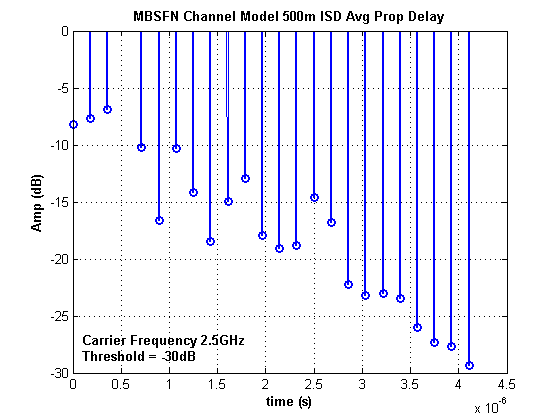 MBSFN Channel Model 500m ISD Avg Prop Delay
0
-5
-10
-15
-20
-25
-30
Amp (dB)
Carrier Frequency 2.5GHz
Threshold = -30dB
0 0.5 1 1.5 2 2.5 3 3.5 4 4.5
time (s)
x 10^-6